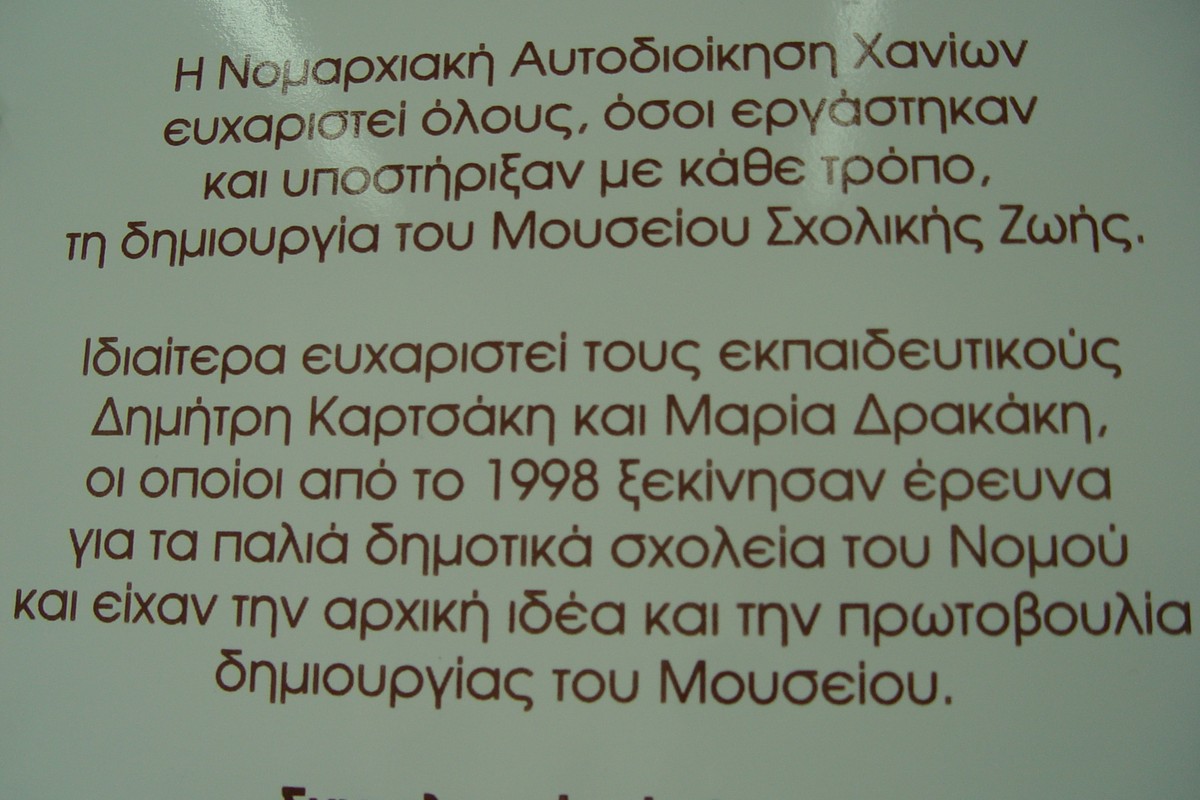 Η Νομαρχιακή Αυτοδιοίκηση Χανίων
ευχαριστεί όλους, όσοι εργάστηκαν
και υποστήριξαν με κάθε τρόπο,
τη δημιουργία του Μουσείου Σχολικής Ζωής.
Ιδιαίτερα ευχαριστεί τους εκπαιδευτικούς
Δημήτρη Καρτσάκη και Μαρία Δρακάκη,
οι οποίοι από το 1998 ξεκίνησαν έρευνα
για τα παλιά δημοτικά σχολεία του Νομού
και είχαν την αρχική ιδέα και την πρωτοβουλία
δημιουργίας του Μουσείου.